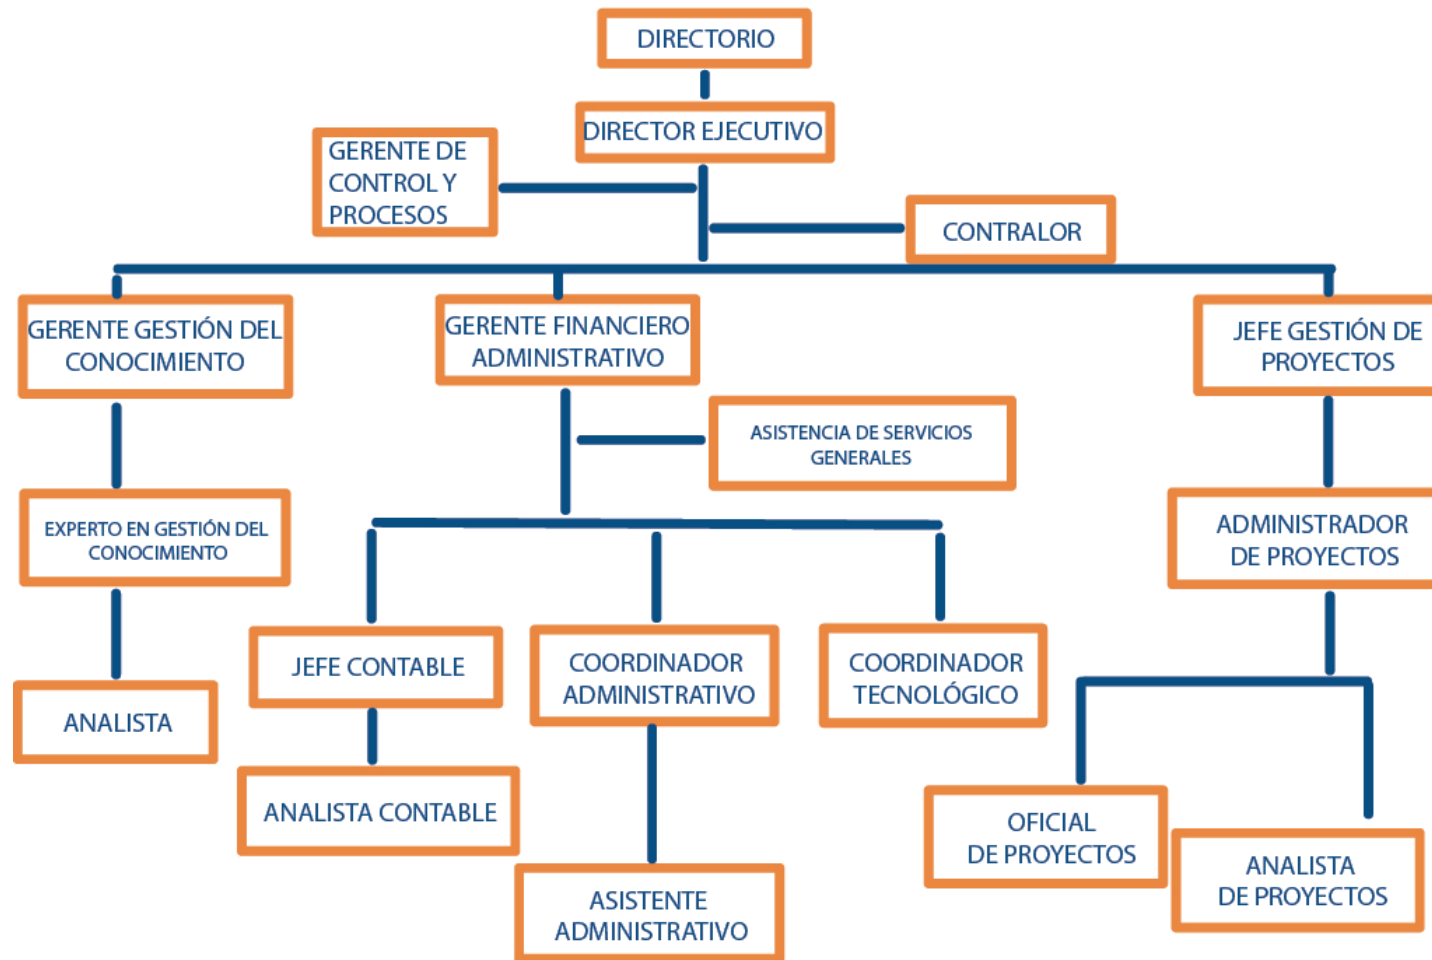 DIRECTORIO
DIRECTOR EJECUTIVO
GERENTE DE
CONTROL Y
PROCESOS
CONTRALOR
GERENTE GESTIÓN DEL
CONOCIMIENTO
GERENTE FINANCIERO
ADMINISTRATIVO
JEFE GESTIÓN DE
PROYECTOS
ASISTENCIA DE SERVICIOS
GENERALES
EXPERTO EN GESTIÓN DEL
CONOCIMIENTO
ADMINISTRADOR
DE PROYECTOS
JEFE CONTABLE
COORDINADOR
ADMINISTRATIVO
COORDINADOR
TECNOLÓGICO
ANALISTA
ANALISTA CONTABLE
OFICIAL
DE PROYECTOS
ANALISTA
DE PROYECTOS
ASISTENTE
ADMINISTRATIVO